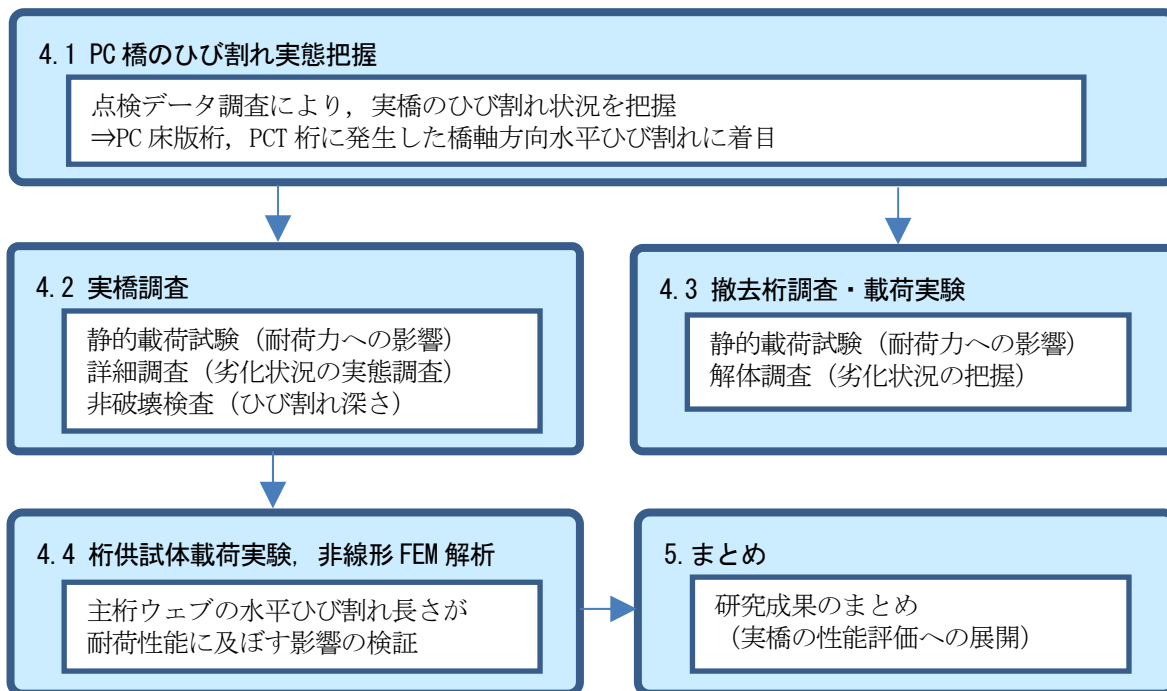 4.1 PC橋のひび割れ実態把握
点検データ調査により，実橋のひび割れ状況を把握
⇒PC床版桁，PCT桁に発生した橋軸方向水平ひび割れに着目
4.2 実橋調査
静的載荷試験（耐荷力への影響）
詳細調査（劣化状況の実態調査）
非破壊検査（ひび割れ深さ）
4.3 撤去桁調査・載荷実験
静的載荷試験（耐荷力への影響）
解体調査（劣化状況の把握）
4.4 桁供試体載荷実験，非線形FEM解析
主桁ウェブの水平ひび割れ長さが
耐荷性能に及ぼす影響の検証
5.まとめ
研究成果のまとめ
（実橋の性能評価への展開）